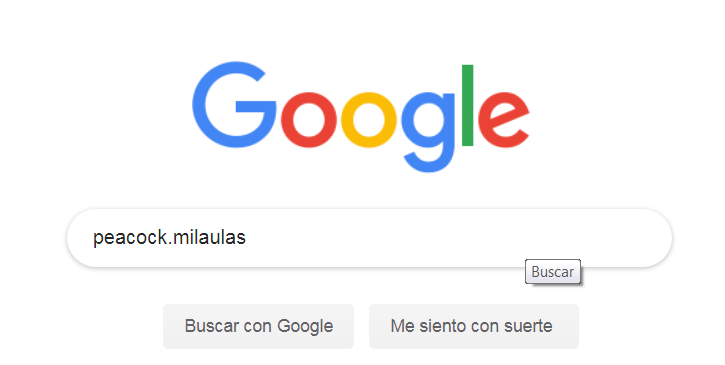 Google
peacock.milaulas
Buscar
Buscar con Google
Me siento con suerte